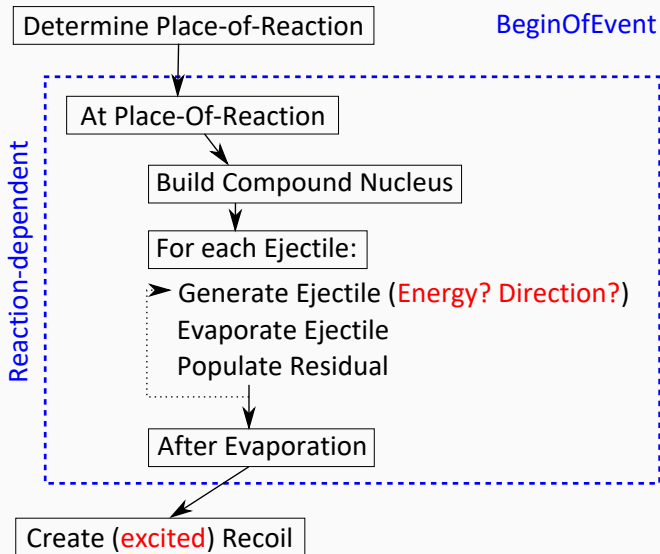 Determine Place-of-Reaction
BeginOfEvent
Reaction-dependent
At Place-Of-Reaction
Build Compound Nucleus
For each Ejectile:
Generate Ejectile (Energy? Direction?)
Evaporate Ejectile
Populate Residual
After Evaporation
Create (excited) Recoil